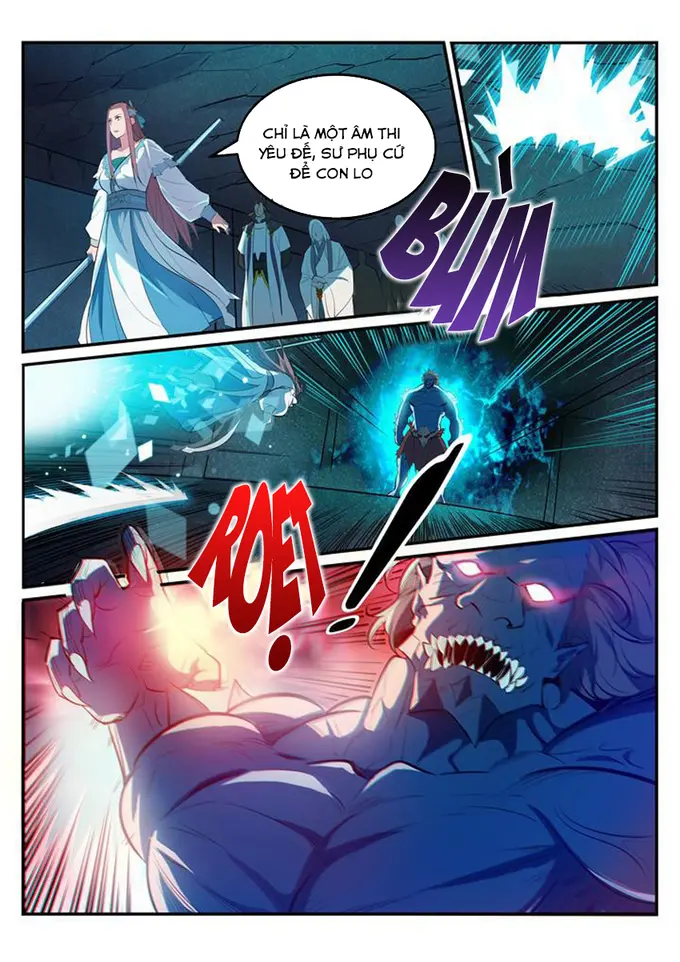 CHỈ LÀ MỘT ÂM THI
YÊU ĐẾ, SƯ PHỤ CỨ
ĐỂ CON LO
BÙM
ROẸT
!